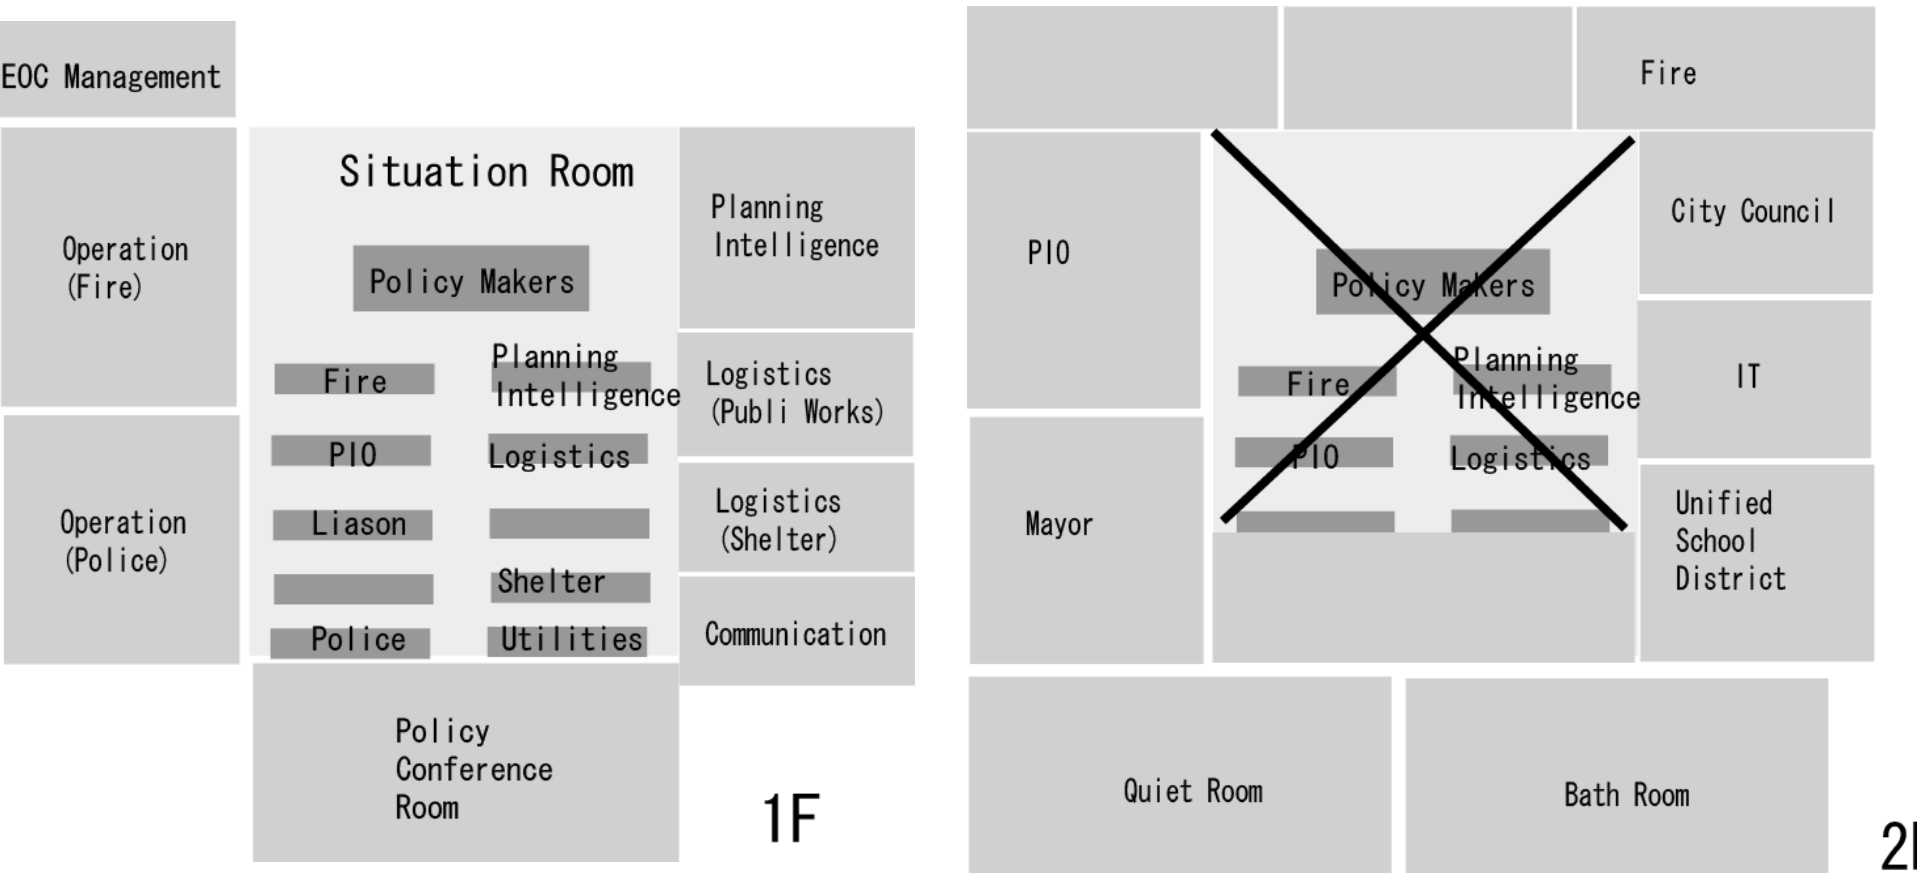 EOC Management
Operation
(Fire)
Operation
(Police)
Situation Room
Policy Makers
Fire
Planning
Intelligence
PIO
Logistics
Liason
Shelter
Police
Utilities
Planning
Intelligence
Logistics
(Publi Works)
Logistics
(Shelter)
Communication
Policy
Conference
Room
1F
Fire
PIO
Mayor
Policy Makers
Fire
Planning
Intelligence
PIO
Logistics
City Council
IT
Unified
School
District
Quiet Room
Bath Room
2